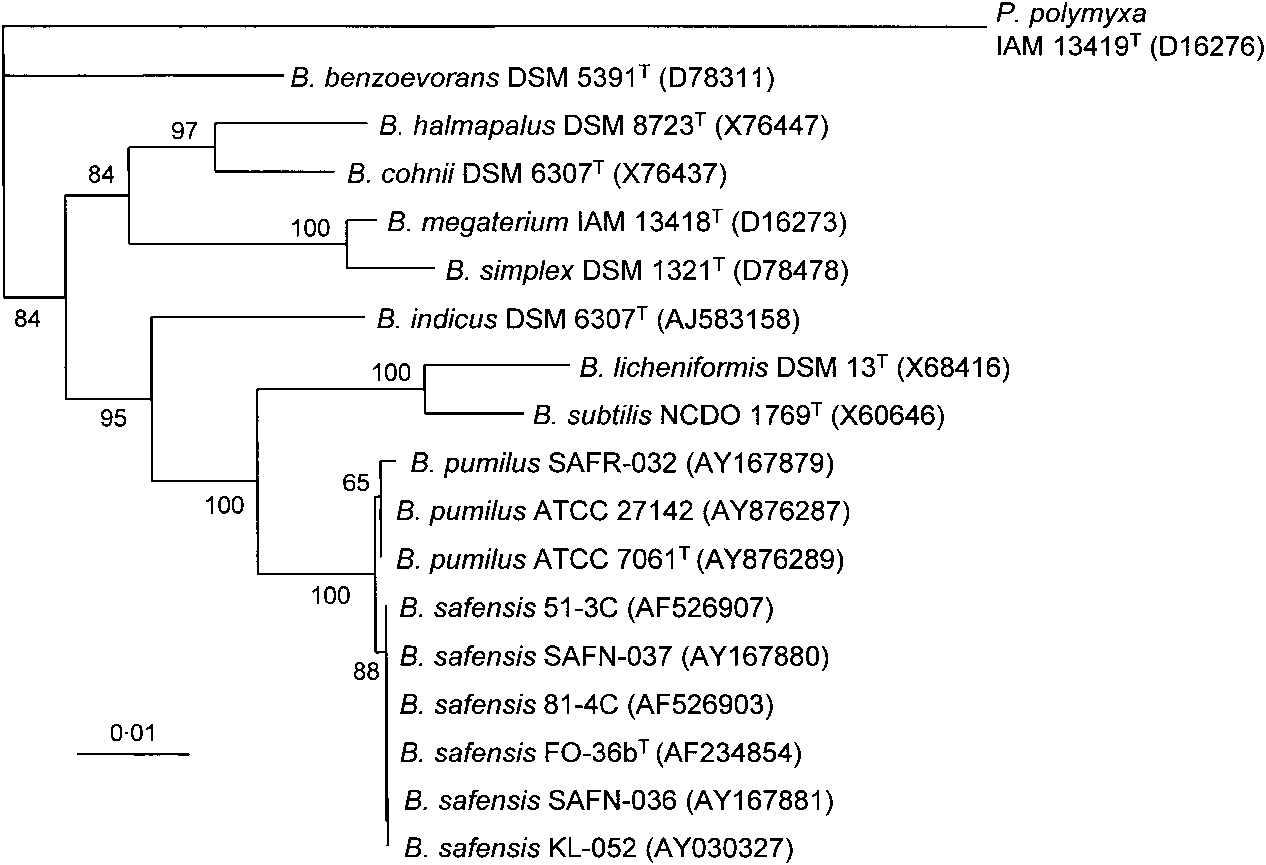 P. polymyxa
IAM 13419ᵀ (D16276)
B. benzoevorans DSM 5391ᵀ (D78311)
97
B. halmapalus DSM 8723ᵀ (X76447)
84
B. cohnii DSM 6307ᵀ (X76437)
100
B. megaterium IAM 13418ᵀ (D16273)
B. simplex DSM 1321ᵀ (D78478)
84
B. indicus DSM 6307ᵀ (AJ583158)
100
B. licheniformis DSM 13ᵀ (X68416)
95
B. subtilis NCDO 1769ᵀ (X60646)
B. pumilus SAFR-032 (AY167879)
65
100
B. pumilus ATCC 27142 (AY876287)
B. pumilus ATCC 7061ᵀ (AY876289)
100
B. safensis 51-3C (AF526907)
B. safensis SAFN-037 (AY167880)
88
B. safensis 81-4C (AF526903)
0·01
B. safensis FO-36bᵀ (AF234854)
B. safensis SAFN-036 (AY167881)
B. safensis KL-052 (AY030327)